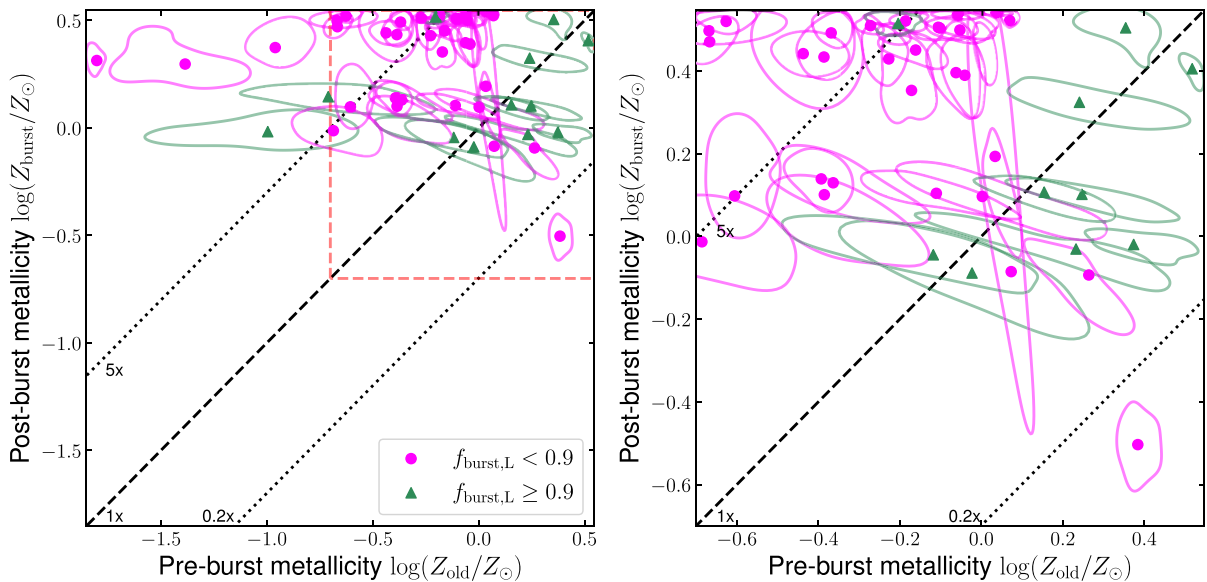 0.5
0.0
−0.5
−1.0
−1.5
Post-burst metallicity log(Z_burst/Z_⊙)
5x
1x
0.2x
f_burst,L < 0.9
f_burst,L ≥ 0.9
−1.5 −1.0 −0.5 0.0 0.5
Pre-burst metallicity log(Z_old/Z_⊙)
0.4
0.2
0.0
−0.2
−0.4
−0.6
Post-burst metallicity log(Z_burst/Z_⊙)
5x
1x
0.2x
−0.6 −0.4 −0.2 0.0 0.2 0.4
Pre-burst metallicity log(Z_old/Z_⊙)